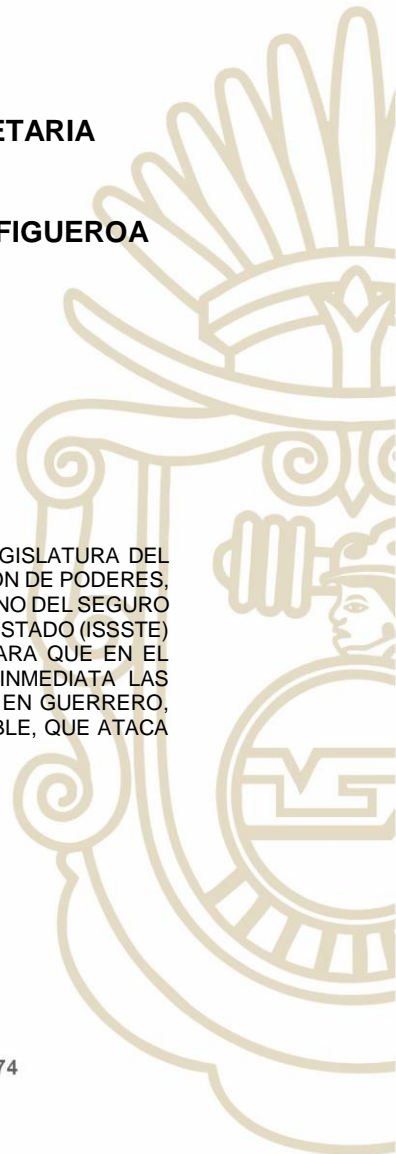 ETARIA
FIGUEROA
GISLATURA DEL
ÓN DE PODERES,
NO DEL SEGURO
STADO (ISSSTE)
ARA QUE EN EL
INMEDIATA LAS
EN GUERRERO,
BLE, QUE ATACA
74